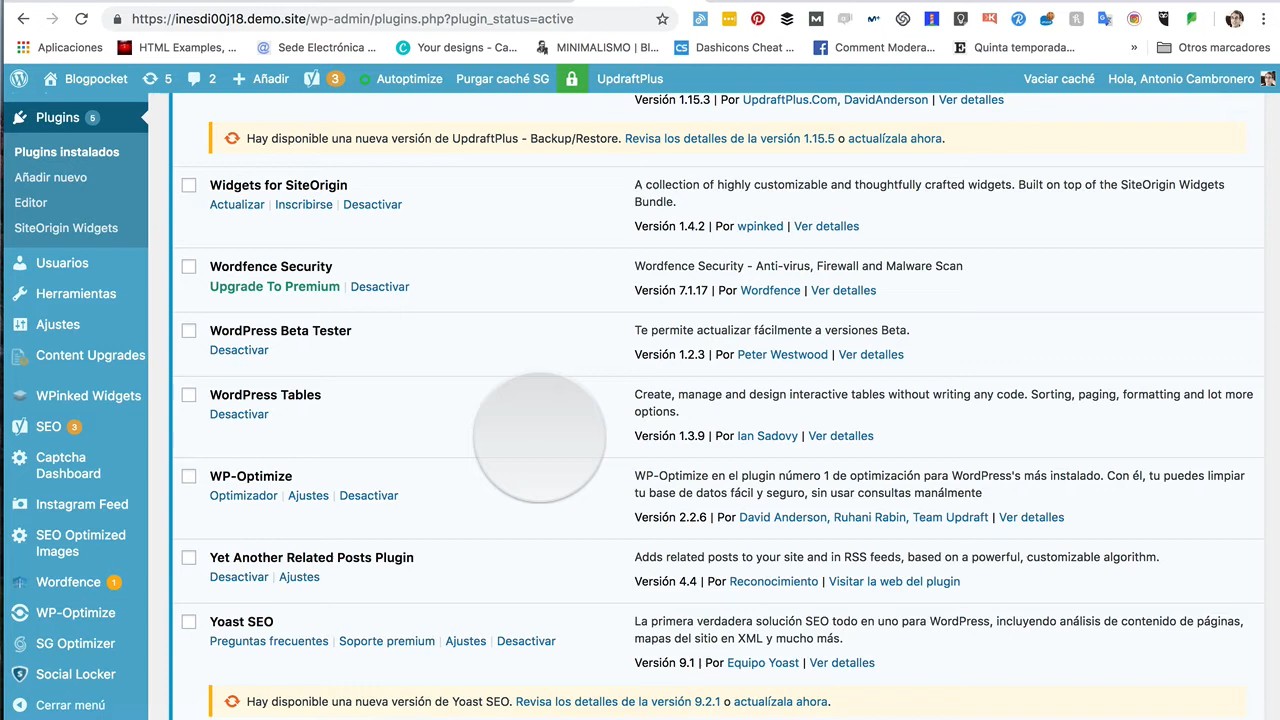 https://inesdi00j18.demo.site/wp-admin/plugins.php?plugin_status=active
Aplicaciones
HTML Examples, ...
Sede Electrónica ...
Your designs - Ca...
MINIMALISMO | Bl...
Dashicons Cheat ...
Comment Modera...
Quinta temporada...
»
Otros marcadores
Blogpocket
5
2
Añadir
3
Autoptimize
Purgar caché SG
UpdraftPlus
Vaciar caché
Hola, Antonio Cambronero
Plugins 5
Plugins instalados
Añadir nuevo
Editor
SiteOrigin Widgets
Usuarios
Herramientas
Ajustes
Content Upgrades
WPinked Widgets
SEO 3
Captcha
Dashboard
Instagram Feed
SEO Optimized
Images
Wordfence 1
WP-Optimize
SG Optimizer
Social Locker
Cerrar menú
Versión 1.15.3 | Por UpdraftPlus.Com, DavidAnderson | Ver detalles
Hay disponible una nueva versión de UpdraftPlus - Backup/Restore. Revisa los detalles de la versión 1.15.5 o actualízala ahora.
Widgets for SiteOrigin
Actualizar | Inscribirse | Desactivar
A collection of highly customizable and thoughtfully crafted widgets. Built on top of the SiteOrigin Widgets
Bundle.
Versión 1.4.2 | Por wpinked | Ver detalles
Wordfence Security
Upgrade To Premium | Desactivar
Wordfence Security - Anti-virus, Firewall and Malware Scan
Versión 7.1.17 | Por Wordfence | Ver detalles
WordPress Beta Tester
Desactivar
Te permite actualizar fácilmente a versiones Beta.
Versión 1.2.3 | Por Peter Westwood | Ver detalles
WordPress Tables
Desactivar
Create, manage and design interactive tables without writing any code. Sorting, paging, formatting and lot more
options.
Versión 1.3.9 | Por Ian Sadovy | Ver detalles
WP-Optimize
Optimizador | Ajustes | Desactivar
WP-Optimize en el plugin número 1 de optimización para WordPress's más instalado. Con él, tu puedes limpiar
tu base de datos fácil y seguro, sin usar consultas manálmente
Versión 2.2.6 | Por David Anderson, Ruhani Rabin, Team Updraft | Ver detalles
Yet Another Related Posts Plugin
Desactivar | Ajustes
Adds related posts to your site and in RSS feeds, based on a powerful, customizable algorithm.
Versión 4.4 | Por Reconocimiento | Visitar la web del plugin
Yoast SEO
Preguntas frecuentes | Soporte premium | Ajustes | Desactivar
La primera verdadera solución SEO todo en uno para WordPress, incluyendo análisis de contenido de páginas,
mapas del sitio en XML y mucho más.
Versión 9.1 | Por Equipo Yoast | Ver detalles
Hay disponible una nueva versión de Yoast SEO. Revisa los detalles de la versión 9.2.1 o actualízala ahora.